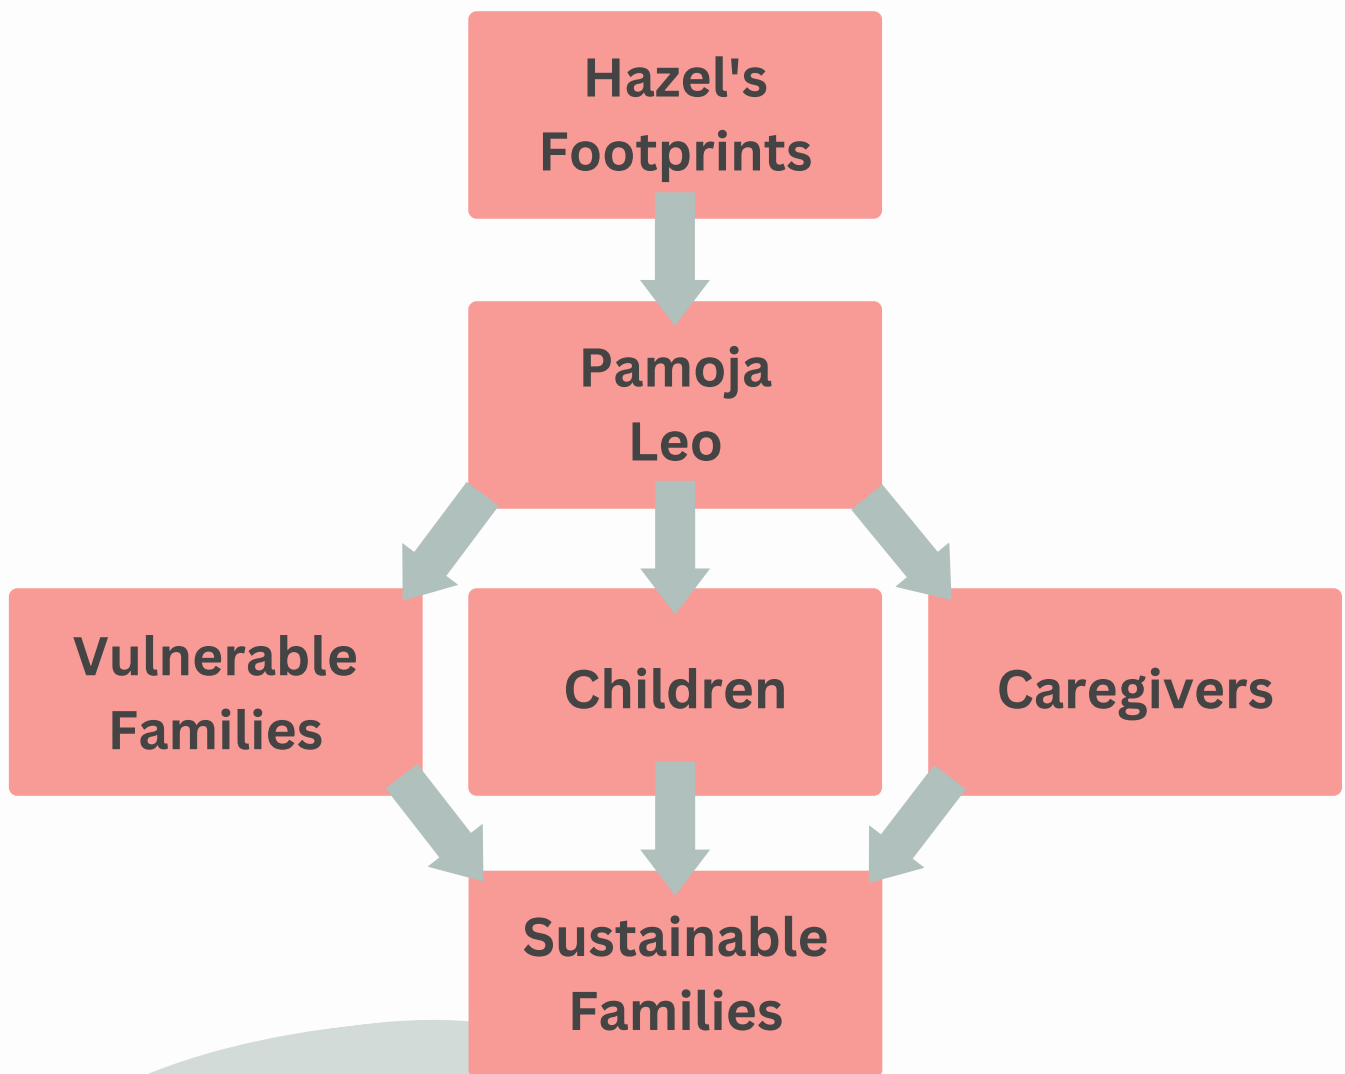 Hazel's
Footprints
Pamoja
Leo
Vulnerable
Families
Children
Caregivers
Sustainable
Families